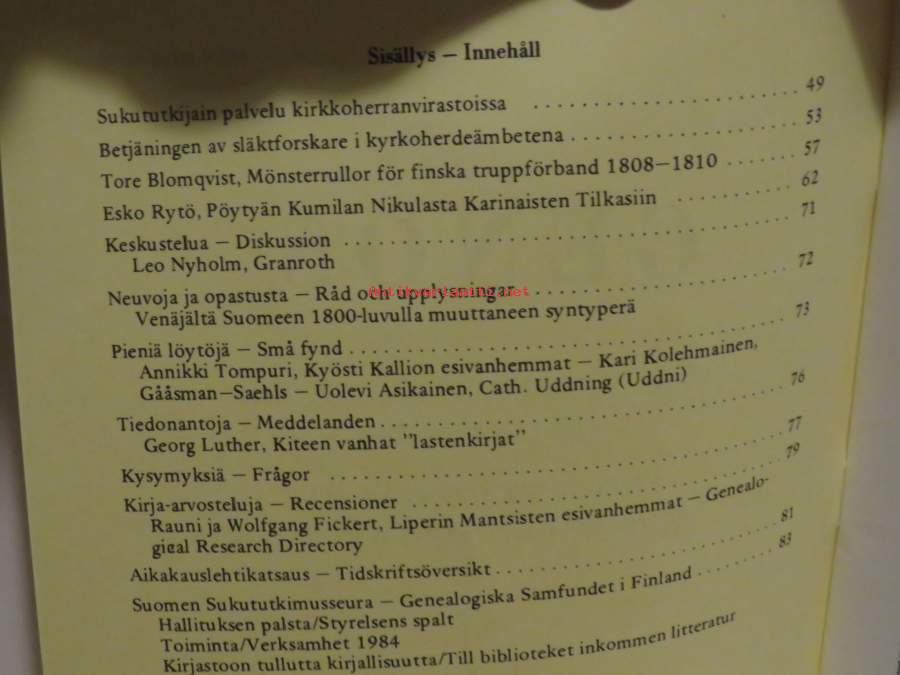 Sisällys — Innehåll
Sukututkijain palvelu kirkkoherranvirastoissa . . . . . . . . . . . . . . . . . . . . 49
Betjäningen av släktforskare i kyrkoherdeämbetena . . . . . . . . . . . . . . . . . 53
Tore Blomqvist, Mönsterrullor för finska truppförband 1808—1810 . . . . . . . 57
Esko Rytö, Pöytyän Kumilan Nikulasta Karinaisten Tilkasiin . . . . . . . . . . 62
Keskustelua — Diskussion . . . . . . . . . . . . . . . . . . . . . . . . . . . . . . . . . . . 71
Leo Nyholm, Granroth
Neuvoja ja opastusta — Råd och upplysningar . . . . . . . . . . . . . . . . . . . . . 72
Venäjältä Suomeen 1800-luvulla muuttaneen syntyperä
Pieniä löytöjä — Små fynd . . . . . . . . . . . . . . . . . . . . . . . . . . . . . . . . . . . 73
Annikki Tompuri, Kyösti Kallion esivanhemmat — Kari Kolehmainen,
Gååsman—Saehls — Uolevi Asikainen, Cath. Uddning (Uddni)
Tiedonantoja — Meddelanden . . . . . . . . . . . . . . . . . . . . . . . . . . . . . . . . 76
Georg Luther, Kiteen vanhat "lastenkirjat"
Kysymyksiä — Frågor . . . . . . . . . . . . . . . . . . . . . . . . . . . . . . . . . . . . . 77
Kirja-arvosteluja — Recensioner . . . . . . . . . . . . . . . . . . . . . . . . . . . . . . 79
Rauni ja Wolfgang Fickert, Liperin Mantsisten esivanhemmat — Genealo-
gical Research Directory
Aikakauslehtikatsaus — Tidskriftsöversikt . . . . . . . . . . . . . . . . . . . . . . . . 81
Suomen Sukututkimusseura — Genealogiska Samfundet i Finland . . . . . . . . 83
Hallituksen palsta/Styrelsens spalt
Toiminta/Verksamhet 1984
Kirjastoon tullutta kirjallisuutta/Till biblioteket inkommen litteratur